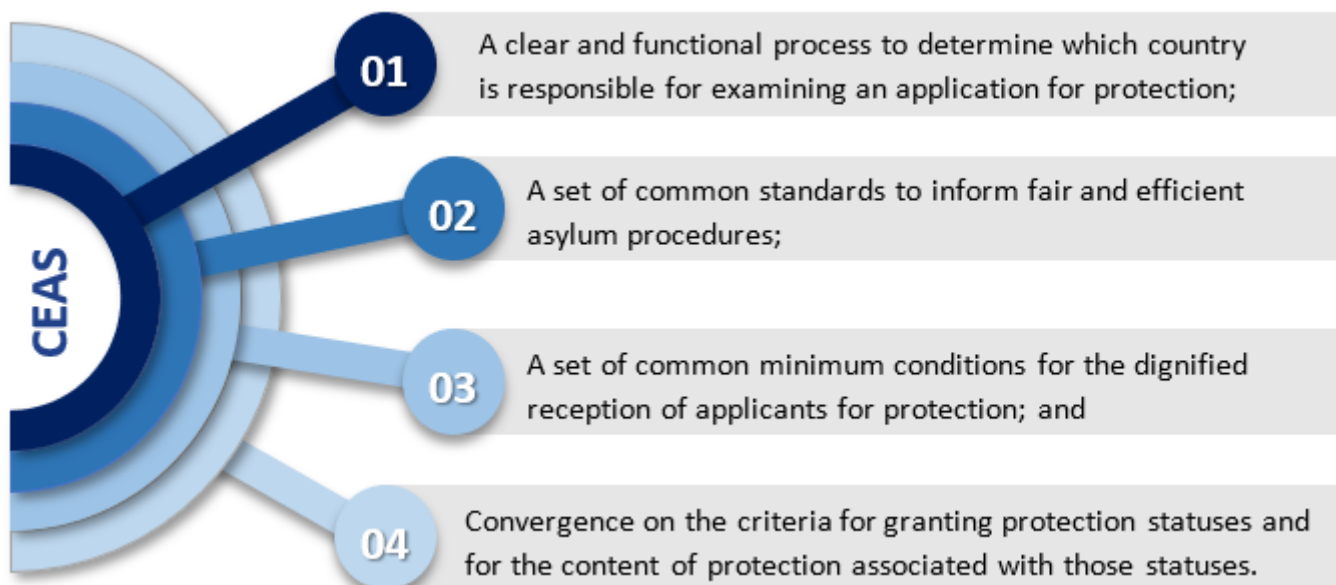 CEAS
01
A clear and functional process to determine which country
is responsible for examining an application for protection;
02
A set of common standards to inform fair and efficient
asylum procedures;
03
A set of common minimum conditions for the dignified
reception of applicants for protection; and
04
Convergence on the criteria for granting protection statuses and
for the content of protection associated with those statuses.